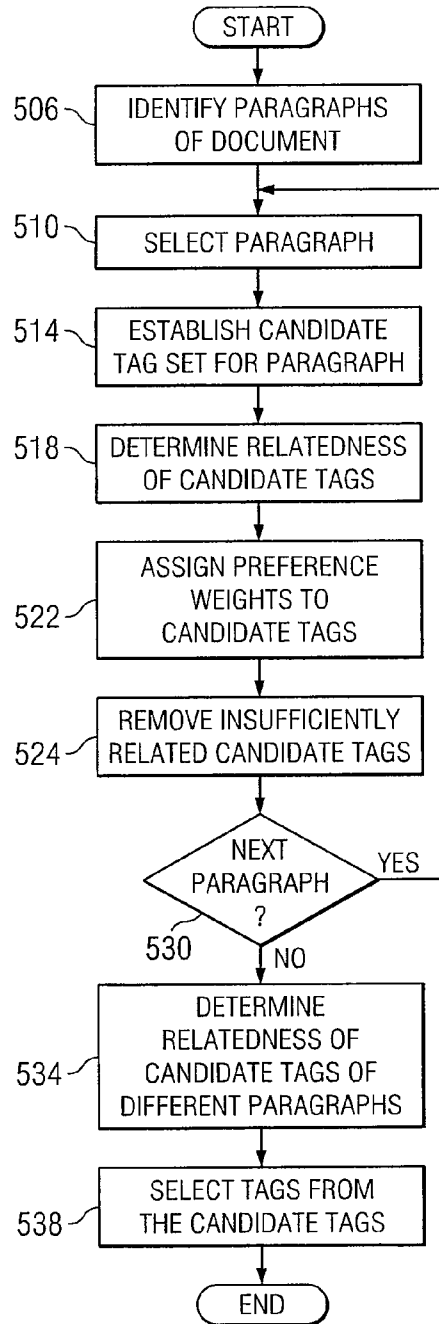 START
506
IDENTIFY PARAGRAPHS
OF DOCUMENT
510
SELECT PARAGRAPH
514
ESTABLISH CANDIDATE
TAG SET FOR PARAGRAPH
518
DETERMINE RELATEDNESS
OF CANDIDATE TAGS
522
ASSIGN PREFERENCE
WEIGHTS TO
CANDIDATE TAGS
524
REMOVE INSUFFICIENTLY
RELATED CANDIDATE TAGS
530
NEXT
PARAGRAPH
?
YES
NO
534
DETERMINE
RELATEDNESS OF
CANDIDATE TAGS OF
DIFFERENT PARAGRAPHS
538
SELECT TAGS FROM
THE CANDIDATE TAGS
END